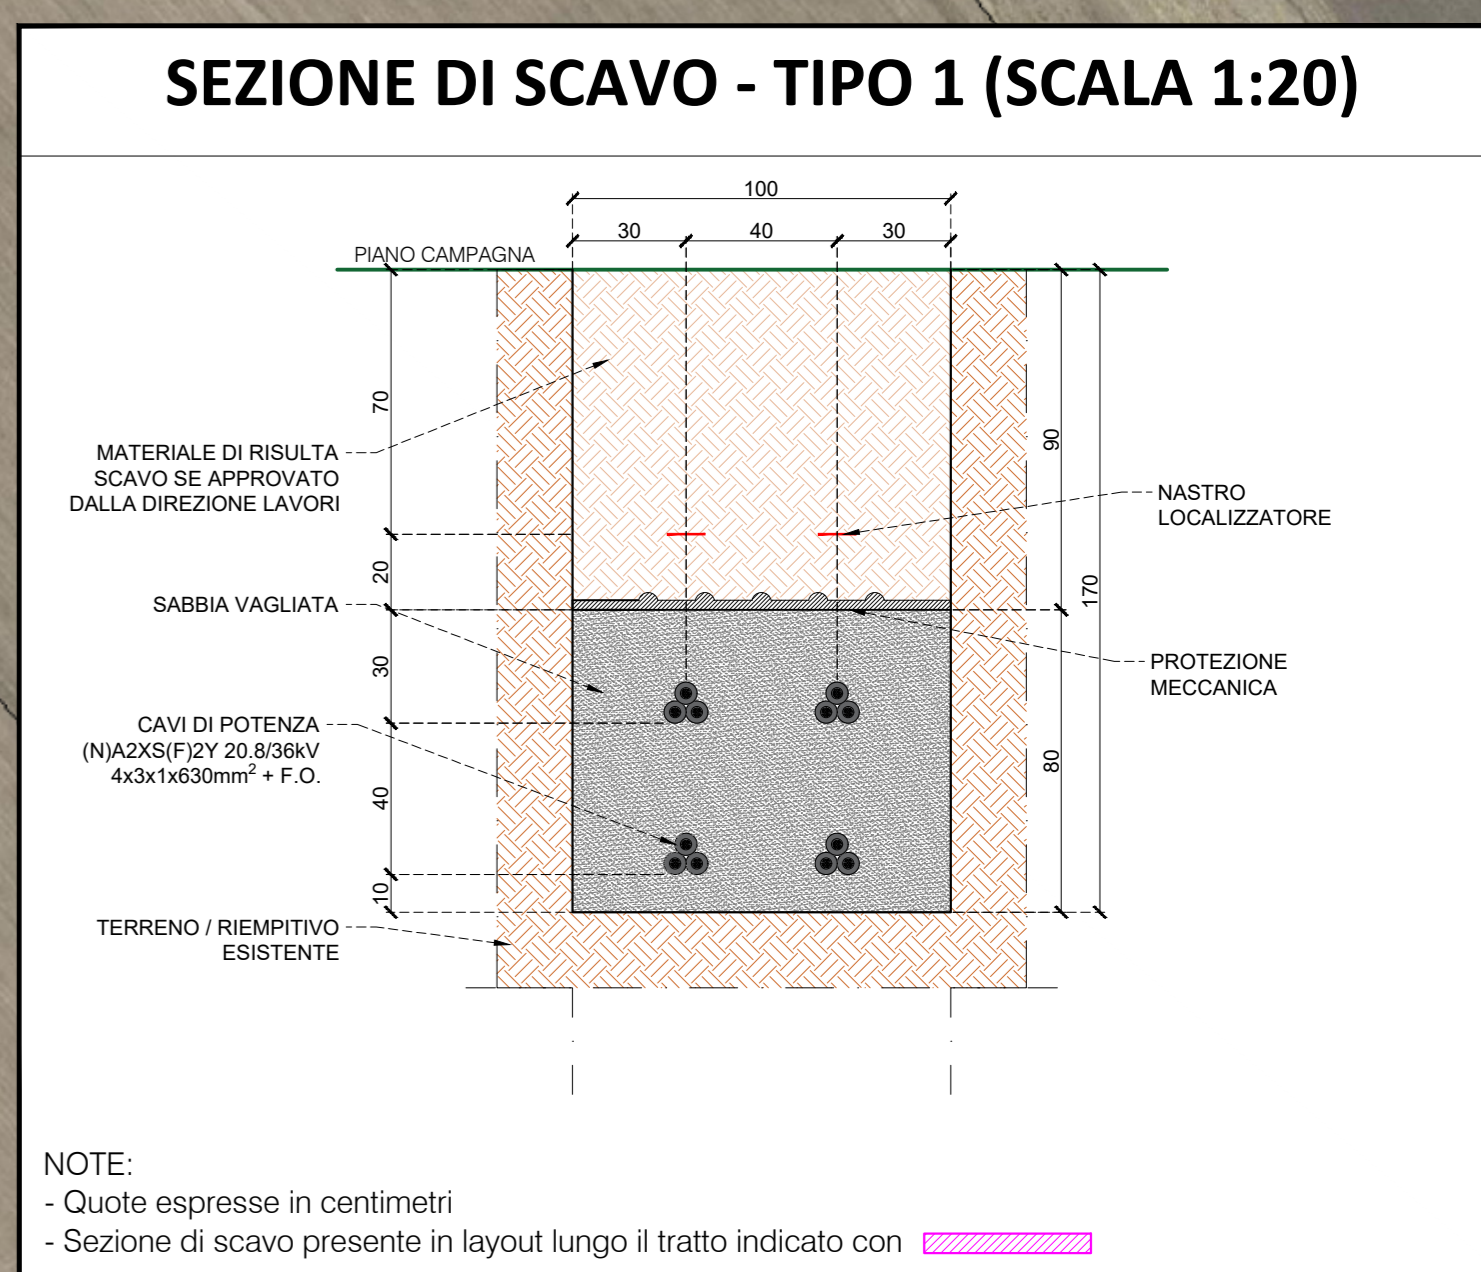 SEZIONE DI SCAVO - TIPO 1 (SCALA 1:20)
100
30
40
30
PIANO CAMPAGNA
70
MATERIALE DI RISULTA
SCAVO SE APPROVATO
DALLA DIREZIONE LAVORI
90
NASTRO
LOCALIZZATORE
20
170
SABBIA VAGLIATA
30
PROTEZIONE
MECCANICA
CAVI DI POTENZA
(N)A2XS(F)2Y 20.8/36kV
4x3x1x630mm² + F.O.
80
40
10
TERRENO / RIEMPITIVO
ESISTENTE
NOTE:
- Quote espresse in centimetri
- Sezione di scavo presente in layout lungo il tratto indicato con